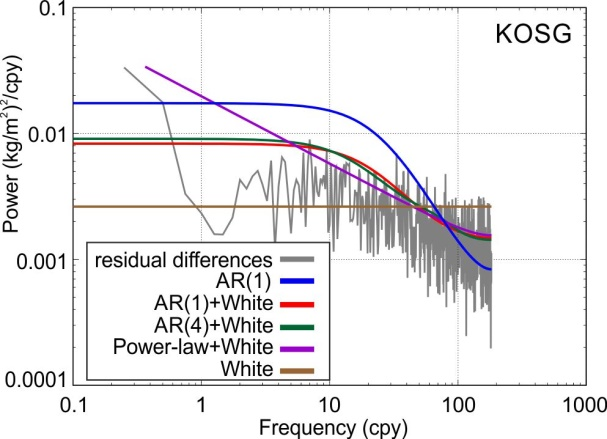 0.1
KOSG
0.01
0.001
0.0001
Power (kg/m²)²/cpy)
residual differences
AR(1)
AR(1)+White
AR(4)+White
Power-law+White
White
0.1 1 10 100 1000
Frequency (cpy)